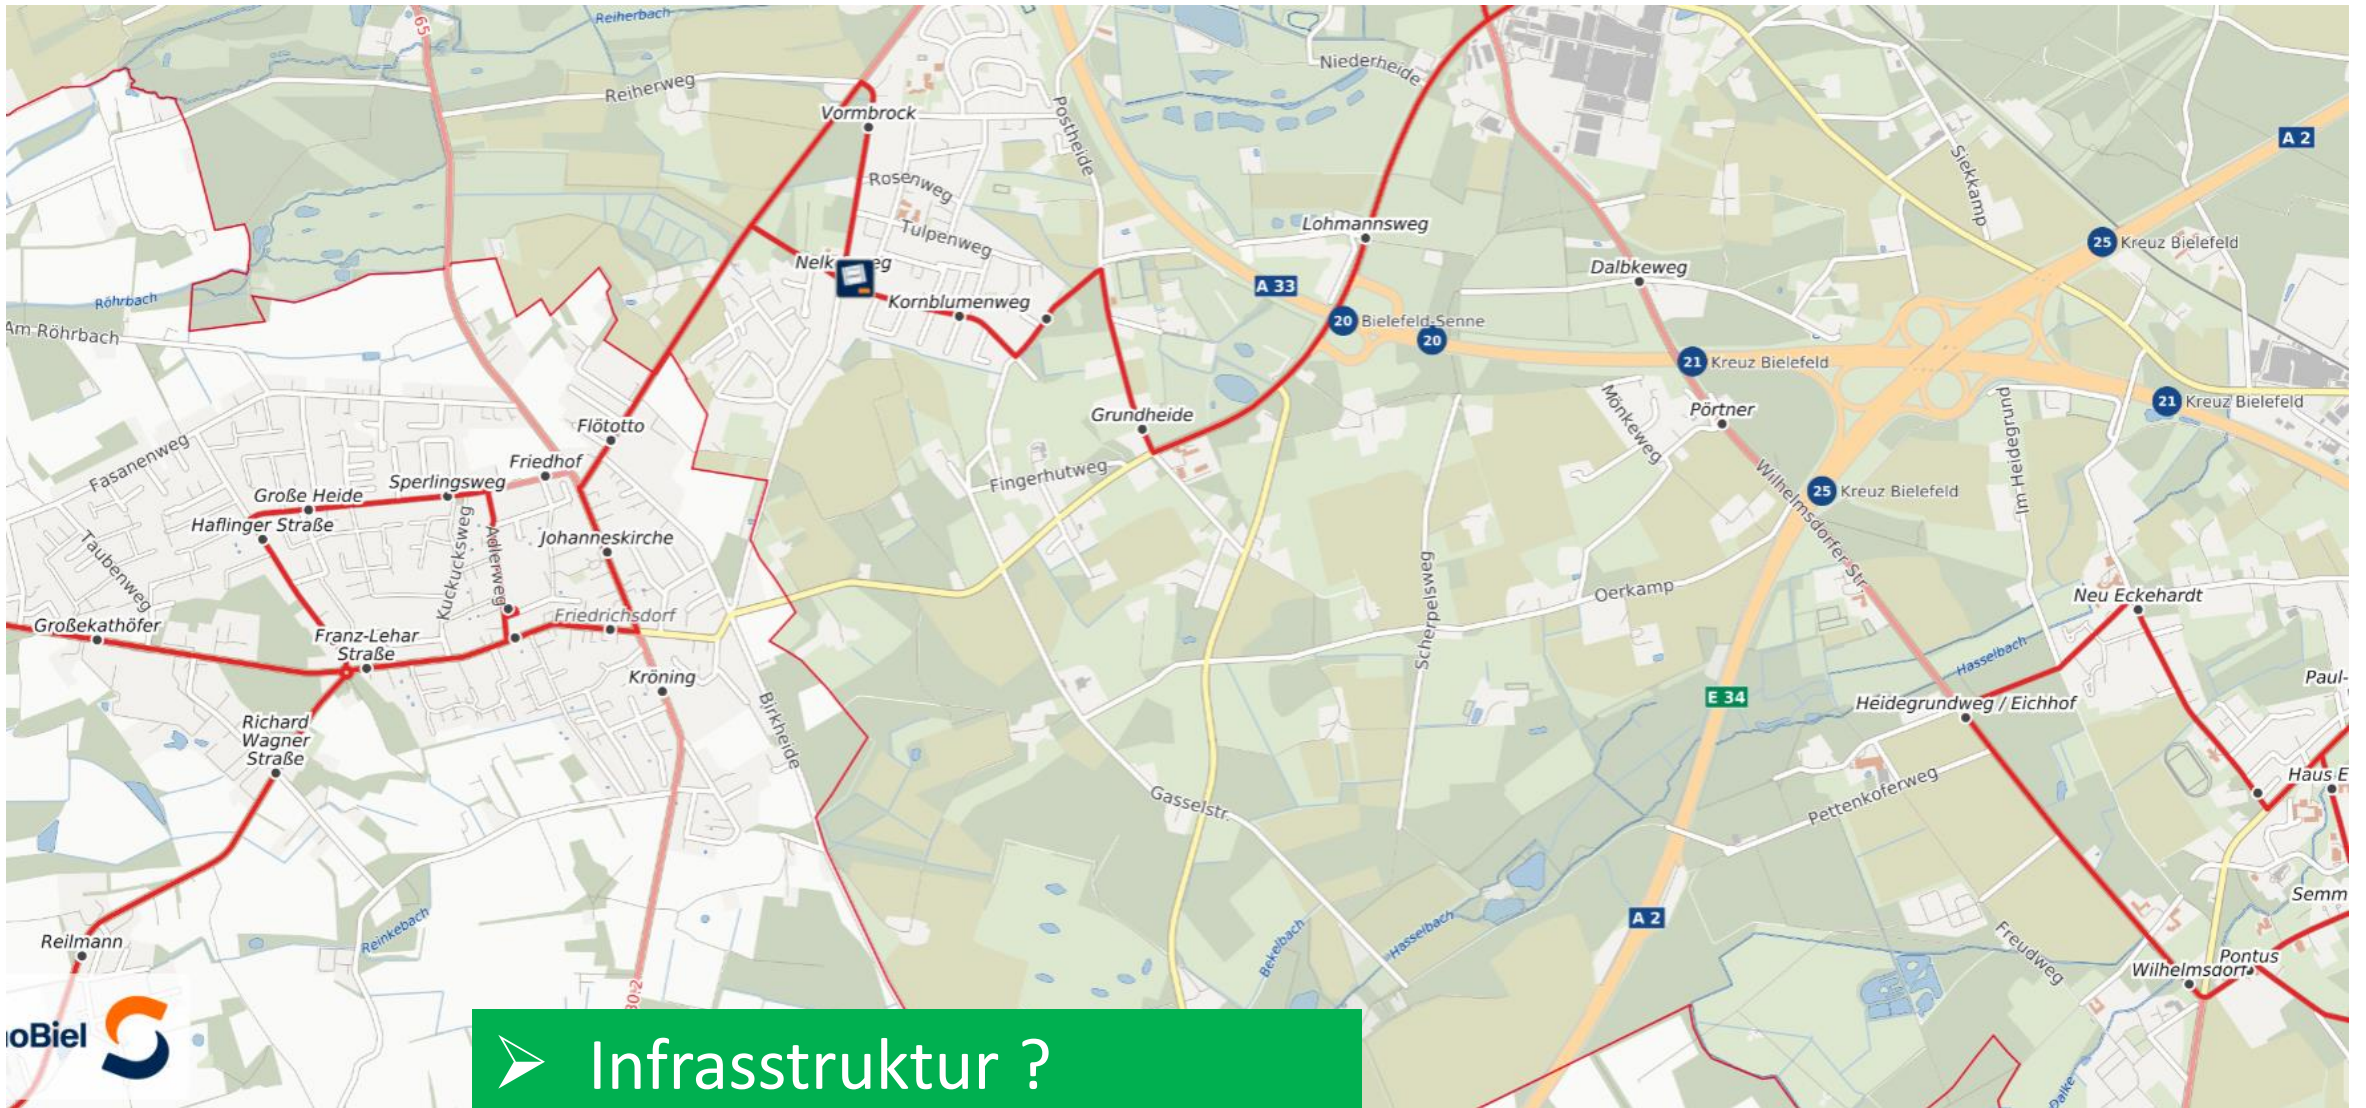 65
Reiherbach
Niederheide
Reiherweg
Vormbrock
Postheide
A 2
Siekkamp
Rosenweg
Tulpenweg
Lohmannsweg
25 Kreuz Bielefeld
Dalbkeweg
A 33
Röhrbach
Am Röhrbach
Kornblumenweg
20 Bielefeld-Senne
20
21 Kreuz Bielefeld
21 Kreuz Bielefeld
Mönkeweg
Pörtner
Im Heidegrund
Grundheide
Flötotto
Fasanenweg
Friedhof
Sperlingsweg
Große Heide
Haflinger Straße
Fingerhutweg
Wilhelmsdorfer Str.
25 Kreuz Bielefeld
Kuckucksweg
Adlerweg
Johanneskirche
Taubenweg
Scherpelsweg
Oerkamp
Neu Eckehardt
Großekathöfer
Friedrichsdorf
Franz-Lehar
Straße
Hasselbach
Kröning
E 34
Paul-
Heidegrundweg / Eichhof
Birkheide
Richard
Wagner
Straße
Haus E
Pettenkoferweg
Gasselstr.
Semm
Reinkebach
Reilmann
Bekelbach
Hasselbach
A 2
Freudweg
Pontus
Wilhelmsdorf
oBiel
Dalke
➢ Infrasstruktur ?